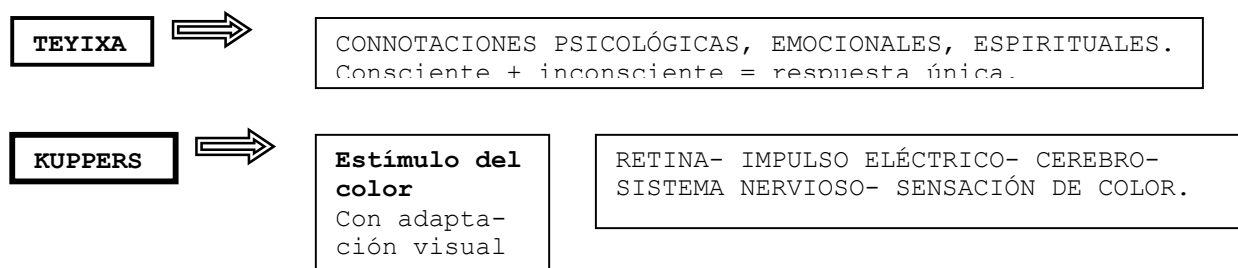 TEYIXA
CONNOTACIONES PSICOLÓGICAS, EMOCIONALES, ESPIRITUALES.
Consciente + inconsciente = respuesta única.
KUPPERS
Estímulo del
color
Con adapta-
ción visual
RETINA- IMPULSO ELÉCTRICO- CEREBRO-
SISTEMA NERVIOSO- SENSACIÓN DE COLOR.